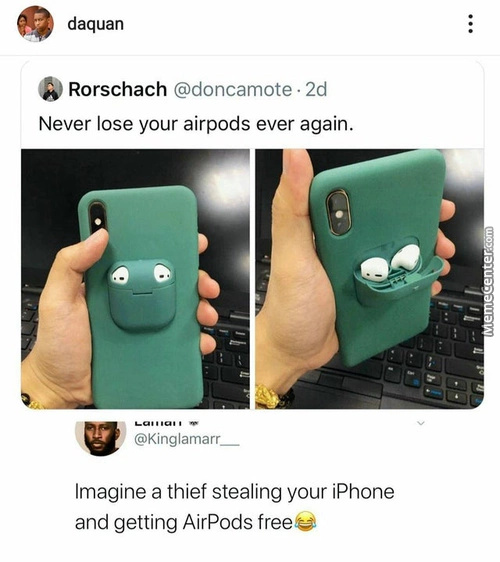 daquan
Rorschach @doncamote · 2d
Never lose your airpods ever again.
Memecenter.com
@Kinglamarr__
Imagine a thief stealing your iPhone
and getting AirPods free😂